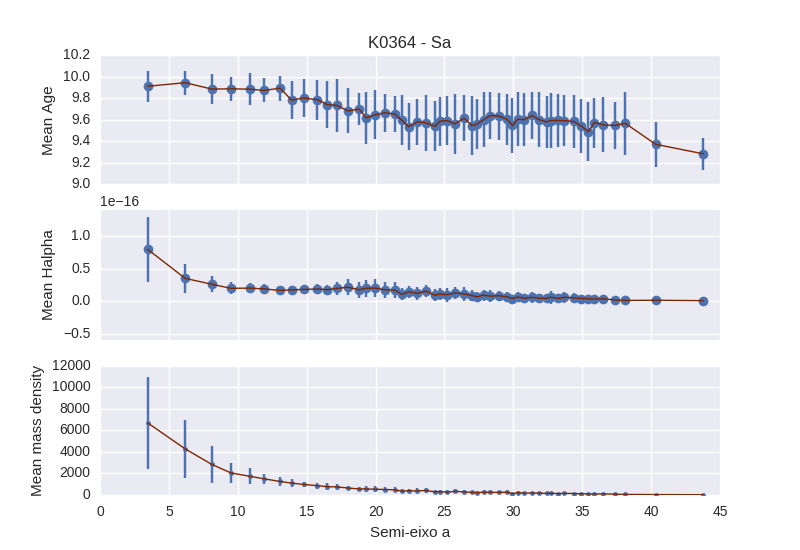 K0364 - Sa
10.2
10.0
9.8
9.6
9.4
9.2
9.0
Mean Age
1e−16
1.0
0.5
0.0
−0.5
Mean Halpha
12000
10000
8000
6000
4000
2000
0
Mean mass density
0 5 10 15 20 25 30 35 40 45
Semi-eixo a